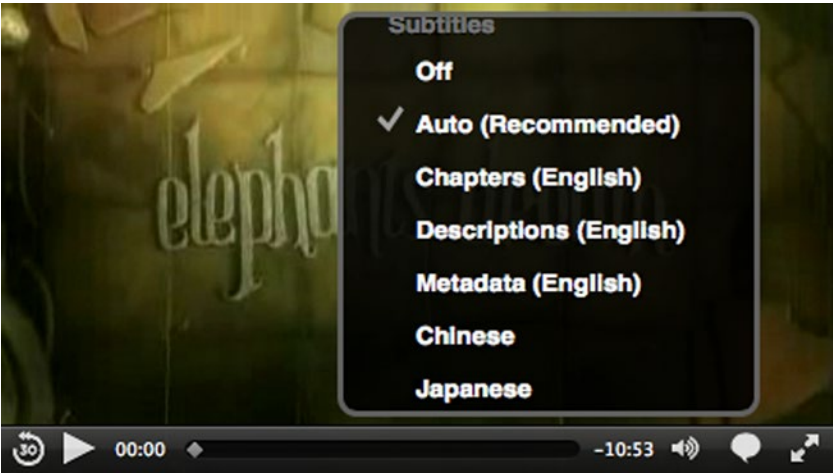 Subtitles
Off
Auto (Recommended)
Chapters (English)
elephants dream
Descriptions (English)
Metadata (English)
Chinese
Japanese
30
00:00
-10:53